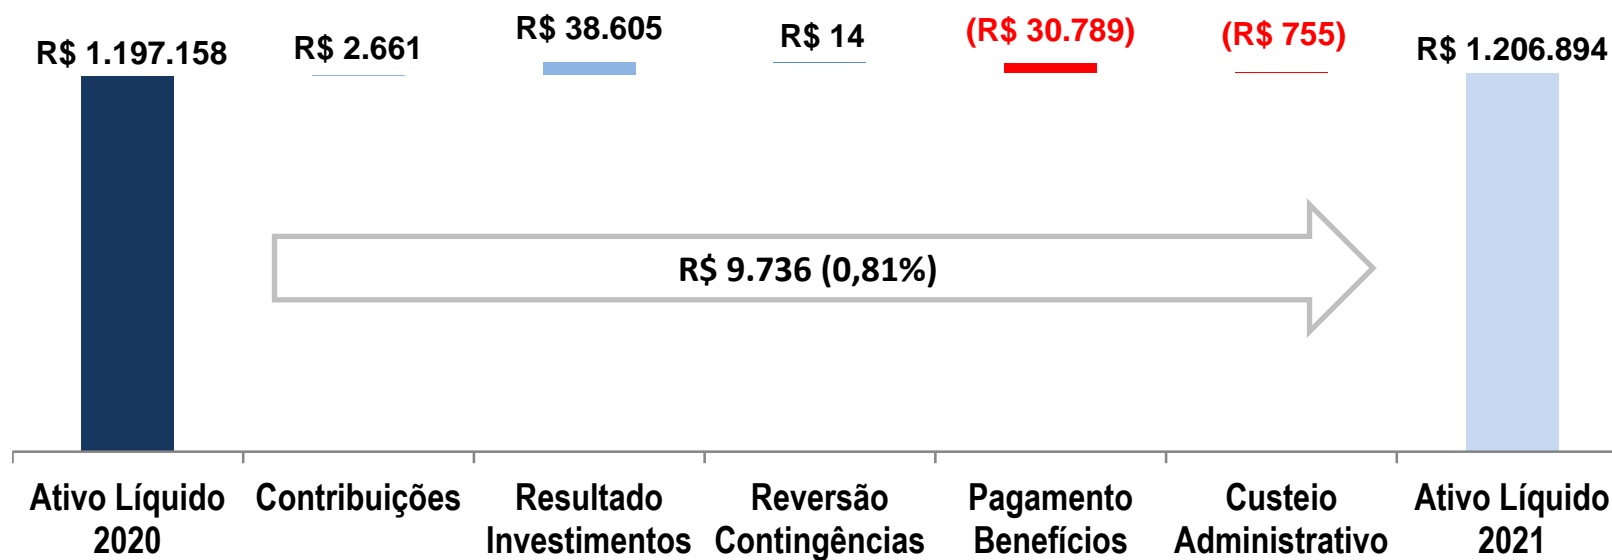 R$ 1.197.158
R$ 2.661
R$ 38.605
R$ 14
(R$ 30.789)
(R$ 755)
R$ 1.206.894
R$ 9.736 (0,81%)
Ativo Líquido
2020
Contribuições
Resultado
Investimentos
Reversão
Contingências
Pagamento
Benefícios
Custeio
Administrativo
Ativo Líquido
2021